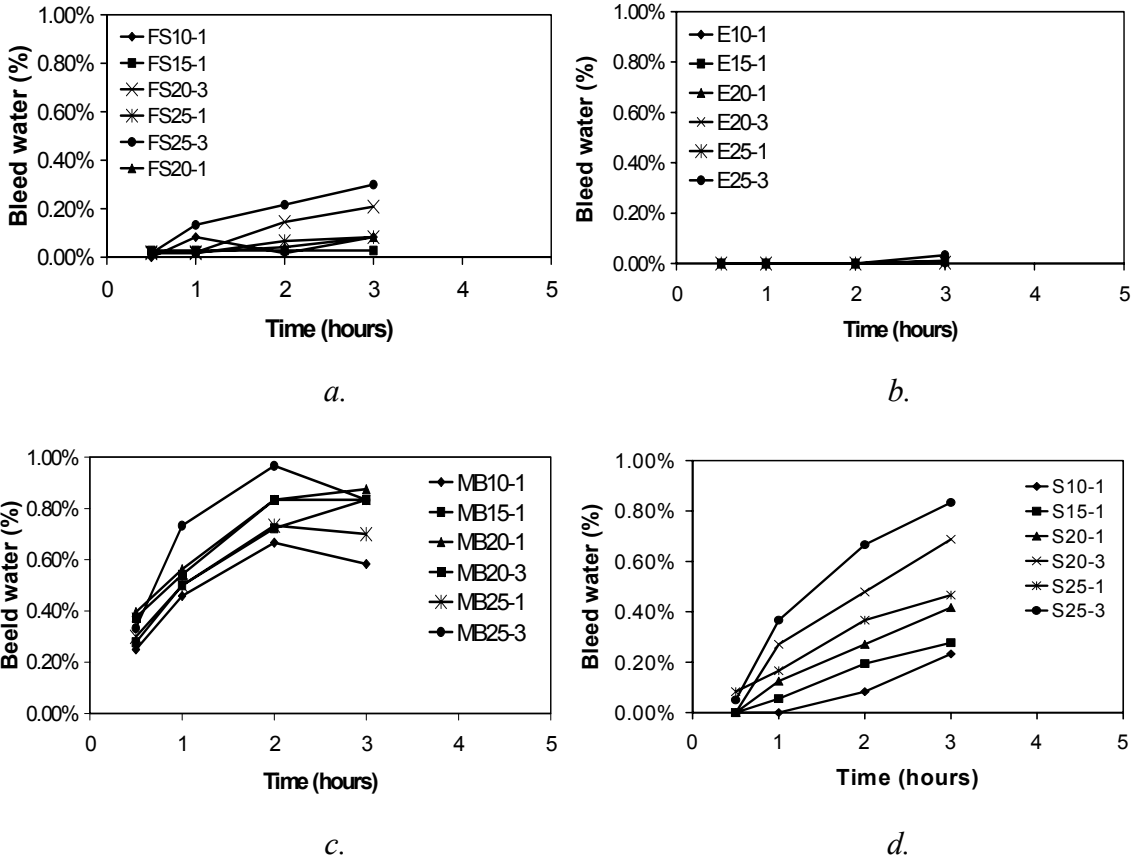 1.00%
0.80%
0.60%
0.40%
0.20%
0.00%
Bleed water (%)
FS10-1
FS15-1
FS20-3
FS25-1
FS25-3
FS20-1
0 1 2 3 4 5
Time (hours)
a.
1.00%
0.80%
0.60%
0.40%
0.20%
0.00%
Bleed water (%)
E10-1
E15-1
E20-1
E20-3
E25-1
E25-3
0 1 2 3 4 5
Time (hours)
b.
1.00%
0.80%
0.60%
0.40%
0.20%
0.00%
Beeld water (%)
MB10-1
MB15-1
MB20-1
MB20-3
MB25-1
MB25-3
0 1 2 3 4 5
Time (hours)
c.
1.00%
0.80%
0.60%
0.40%
0.20%
0.00%
Bleed water (%)
S10-1
S15-1
S20-1
S20-3
S25-1
S25-3
0 1 2 3 4 5
Time (hours)
d.